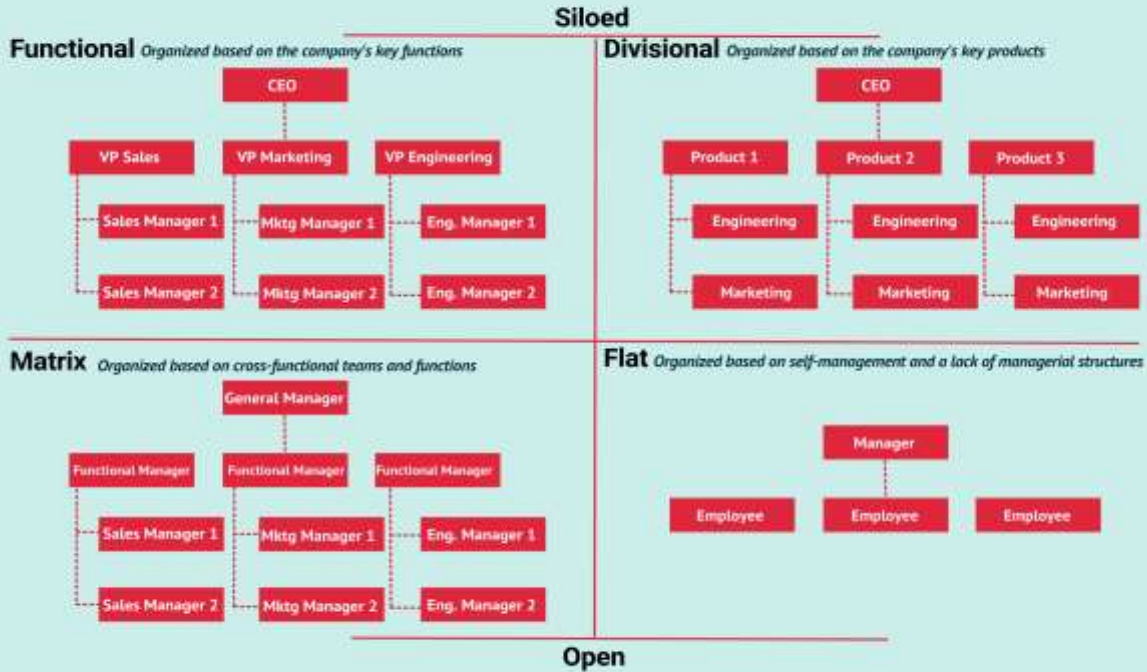 Siloed
Functional Organized based on the company's key functions
CEO
VP Sales
VP Marketing
VP Engineering
Sales Manager 1
Mktg Manager 1
Eng. Manager 1
Sales Manager 2
Mktg Manager 2
Eng. Manager 2
Divisional Organized based on the company's key products
CEO
Product 1
Product 2
Product 3
Engineering
Engineering
Engineering
Marketing
Marketing
Marketing
Matrix Organized based on cross-functional teams and functions
General Manager
Functional Manager
Functional Manager
Functional Manager
Sales Manager 1
Mktg Manager 1
Eng. Manager 1
Sales Manager 2
Mktg Manager 2
Eng. Manager 2
Flat Organized based on self-management and a lack of managerial structures
Manager
Employee
Employee
Employee
Open